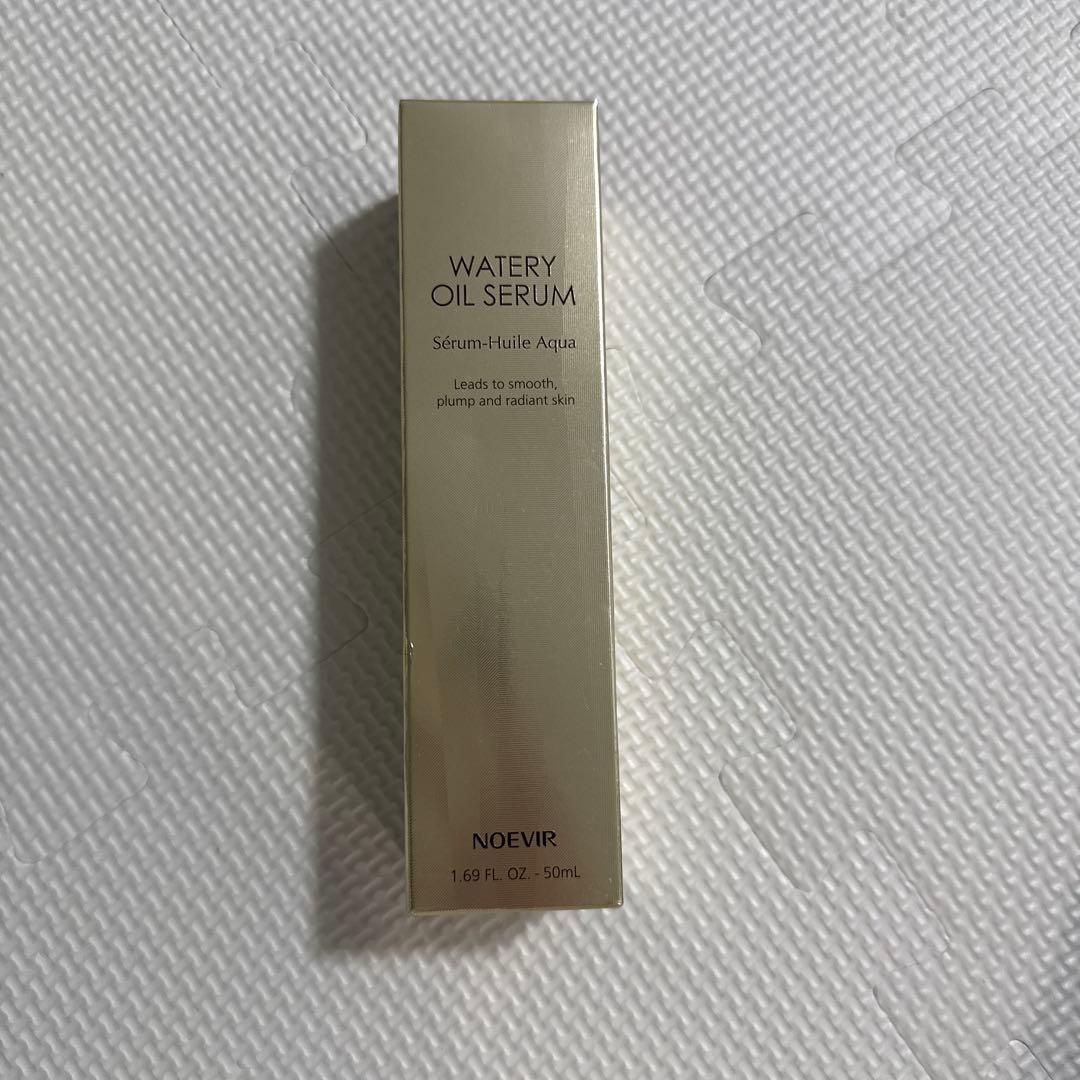 WATERY
OIL SERUM
Sérum-Huile Aqua
Leads to smooth,
plump and radiant skin
NOEVIR
1.69 FL. OZ. - 50mL